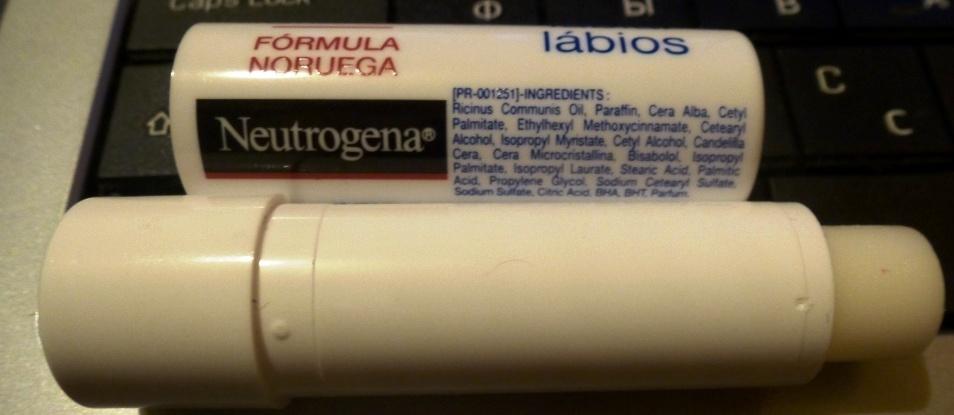 Caps Lock
Ф Ы В
FÓRMULA
NORUEGA
lábios
Neutrogena®
[PR-001251]-INGREDIENTS :
Ricinus Communis Oil, Paraffin, Cera Alba, Cetyl
Palmitate, Ethylhexyl Methoxycinnamate, Cetearyl
Alcohol, Isopropyl Myristate, Cetyl Alcohol, Candelilla
Cera, Cera Microcristallina, Bisabolol, Isopropyl
Palmitate, Isopropyl Laurate, Stearic Acid, Palmitic
Acid, Propylene Glycol, Sodium Cetearyl Sulfate,
Sodium Sulfate, Citric Acid, BHA, BHT, Parfum.
C
С